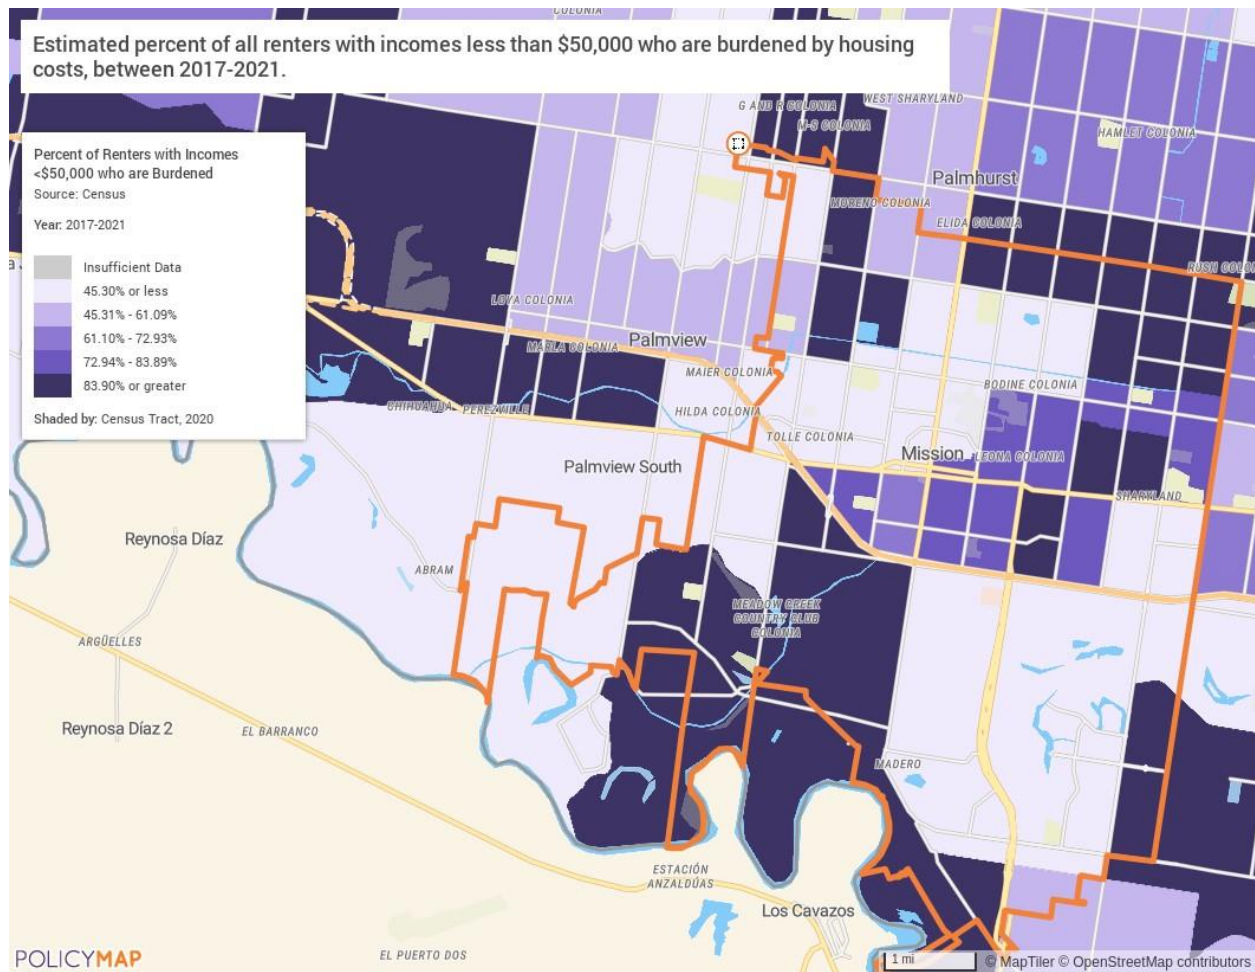 COLONIA
Estimated percent of all renters with incomes less than $50,000 who are burdened by housing
costs, between 2017-2021.
G AND R COLONIA
WEST SHARYLAND
M-S COLONIA
HAMLET COLONIA
Percent of Renters with Incomes
<$50,000 who are Burdened
Source: Census
Year: 2017-2021
Insufficient Data
45.30% or less
45.31% - 61.09%
61.10% - 72.93%
72.94% - 83.89%
83.90% or greater
Shaded by: Census Tract, 2020
Palmhurst
MORENO COLONIA
ELIDA COLONIA
RUSH COLON
LOVA COLONIA
Palmview
MARLA COLONIA
MAIER COLONIA
BODINE COLONIA
CHIHUAHUA
PEREZVILLE
HILDA COLONIA
TOLLE COLONIA
Mission
LEONA COLONIA
Palmview South
SHARYLAND
Reynosa Díaz
ABRAM
MEADOW CREEK
COUNTRY CLUB
COLONIA
ARGÜELLES
Reynosa Díaz 2
EL BARRANCO
MADERO
ESTACIÓN
ANZALDÚAS
Los Cavazos
EL PUERTO DOS
POLICYMAP
1 mi
© MapTiler © OpenStreetMap contributors